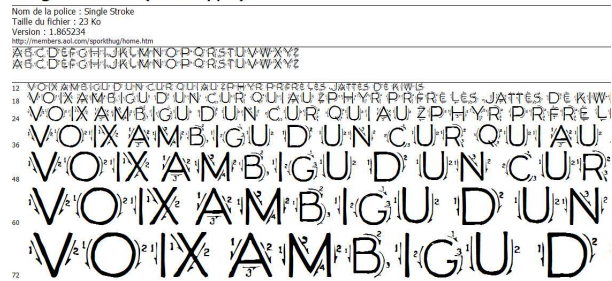 Nom de la police : Single Stroke
Taille du fichier : 23 Ko
Version : 1.865234
http://members.aol.com/sporkthug/home.htm
ABCDEFGHIJKLMNOPQRSTUVWXYZ
ABCDEFGHIJKLMNOPQRSTUVWXYZ
12 VOIX AMBIGU D UN CUR QUI AU ZPHYR PRFRE LES JATTES DE KIWIS
18 VOIX AMBIGU D UN CUR QUI AU ZPHYR PRFRE LES JATTES DE KIW
24 VOIX AMBIGU D UN CUR QUI AU ZPHYR PRFRE L
36 VOIX AMBIGU D UN CUR QUI AU
48 VOIX AMBIGU D UN CUR
60 VOIX AMBIGU D UN
72 VOIX AMBIGU D